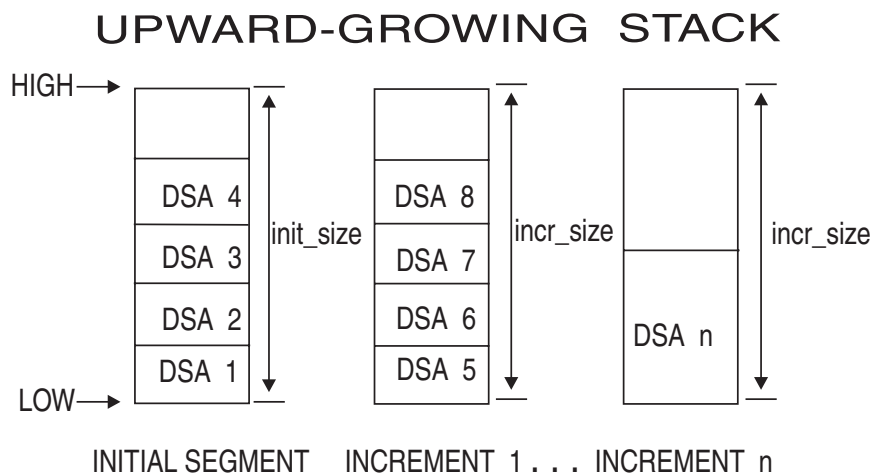 UPWARD-GROWING STACK
HIGH
DSA 4
DSA 3
DSA 2
DSA 1
init_size
LOW
INITIAL SEGMENT
DSA 8
DSA 7
DSA 6
DSA 5
incr_size
INCREMENT 1 . . .
DSA n
incr_size
INCREMENT n